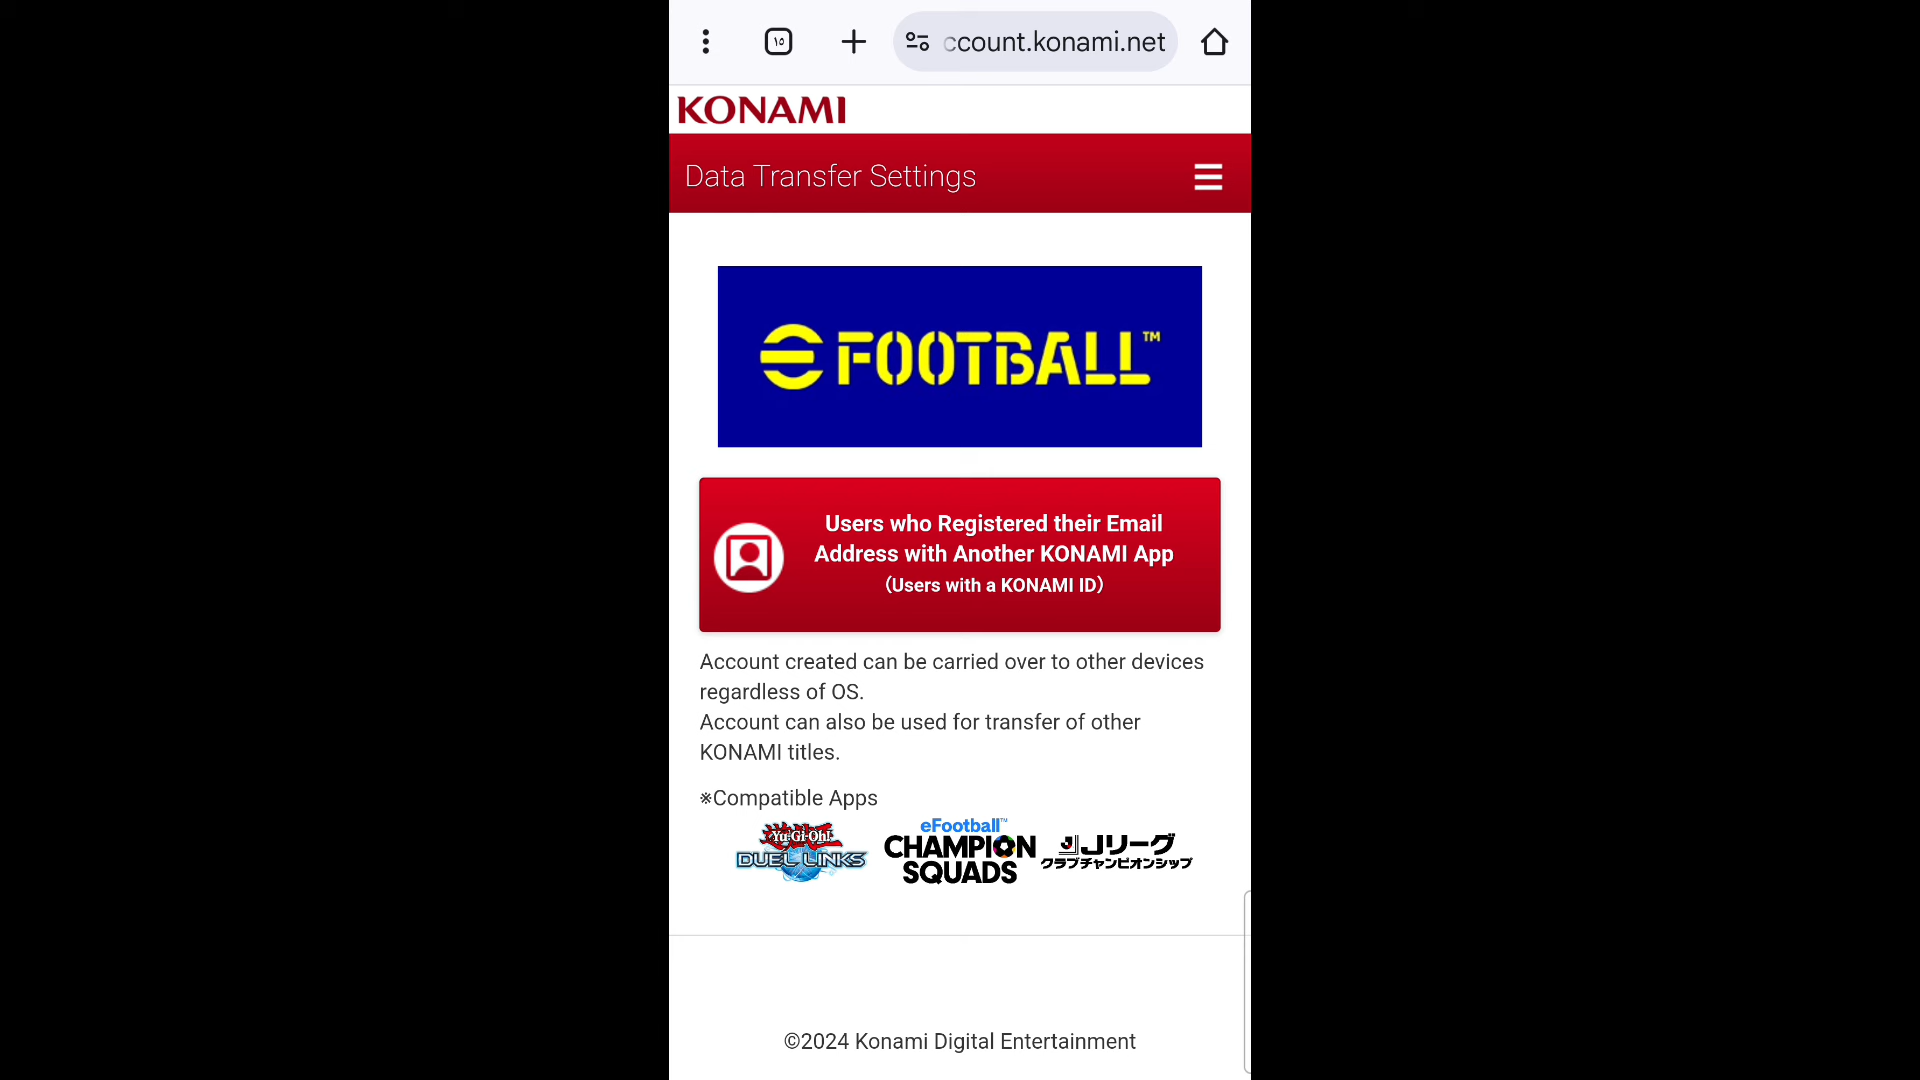 ١٥
ccount.konami.net
KONAMI
Data Transfer Settings
FOOTBALL™
Users who Registered their Email
Address with Another KONAMI App
(Users with a KONAMI ID)
Account created can be carried over to other devices
regardless of OS.
Account can also be used for transfer of other
KONAMI titles.
※Compatible Apps
Yu-Gi-Oh!
DUEL LINKS
eFootball™
CHAMPION
SQUADS
Jリーグ
クラブチャンピオンシップ
©2024 Konami Digital Entertainment